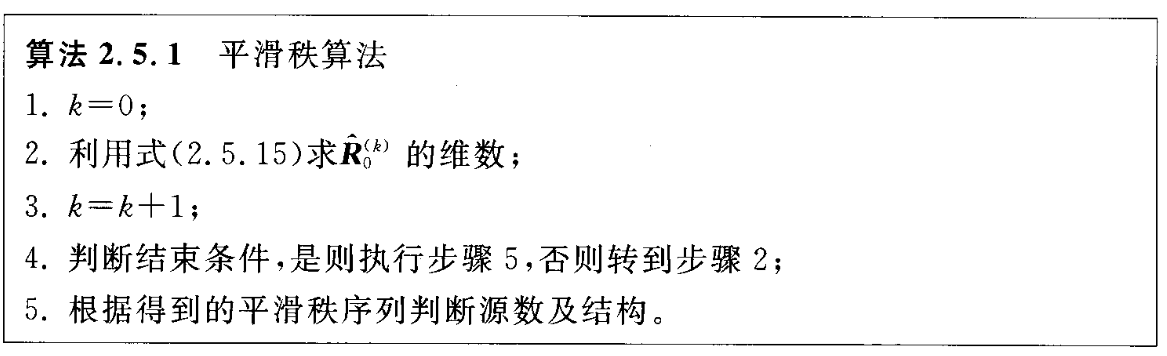 算法 2.5.1 平滑秩算法
1. k=0;
2. 利用式(2.5.15)求R̂₀⁽ᵏ⁾ 的维数;
3. k=k+1;
4. 判断结束条件,是则执行步骤 5,否则转到步骤 2;
5. 根据得到的平滑秩序列判断源数及结构。